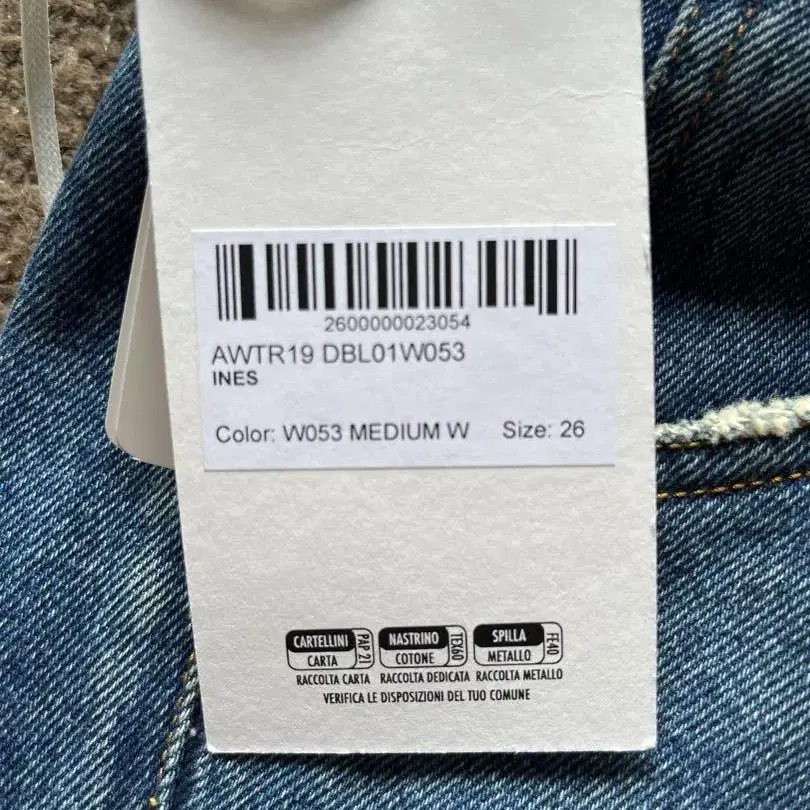 2600000023054
AWTR19 DBL01W053
INES
Color: W053 MEDIUM W Size: 26
CARTELLINI CARTA PAP 21 NASTRINO COTONE TEX60 SPILLA METALLO FE40
RACCOLTA CARTA RACCOLTA DEDICATA RACCOLTA METALLO
VERIFICA LE DISPOSIZIONI DEL TUO COMUNE